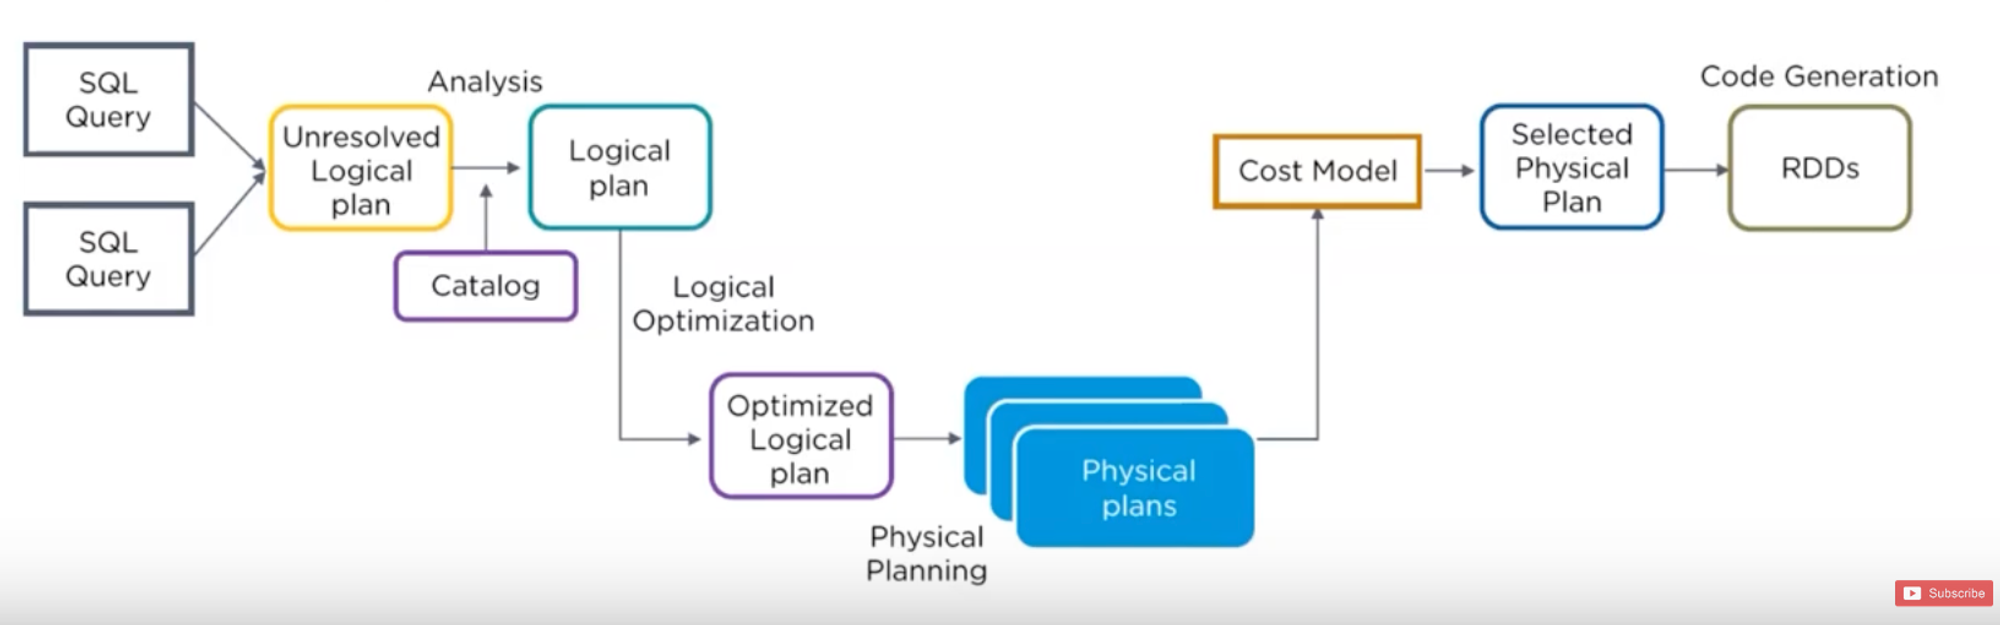 SQL
Query
SQL
Query
Analysis
Unresolved
Logical
plan
Logical
plan
Catalog
Logical
Optimization
Optimized
Logical
plan
Physical
Planning
Physical
plans
Cost Model
Selected
Physical
Plan
Code Generation
RDDs
Subscribe